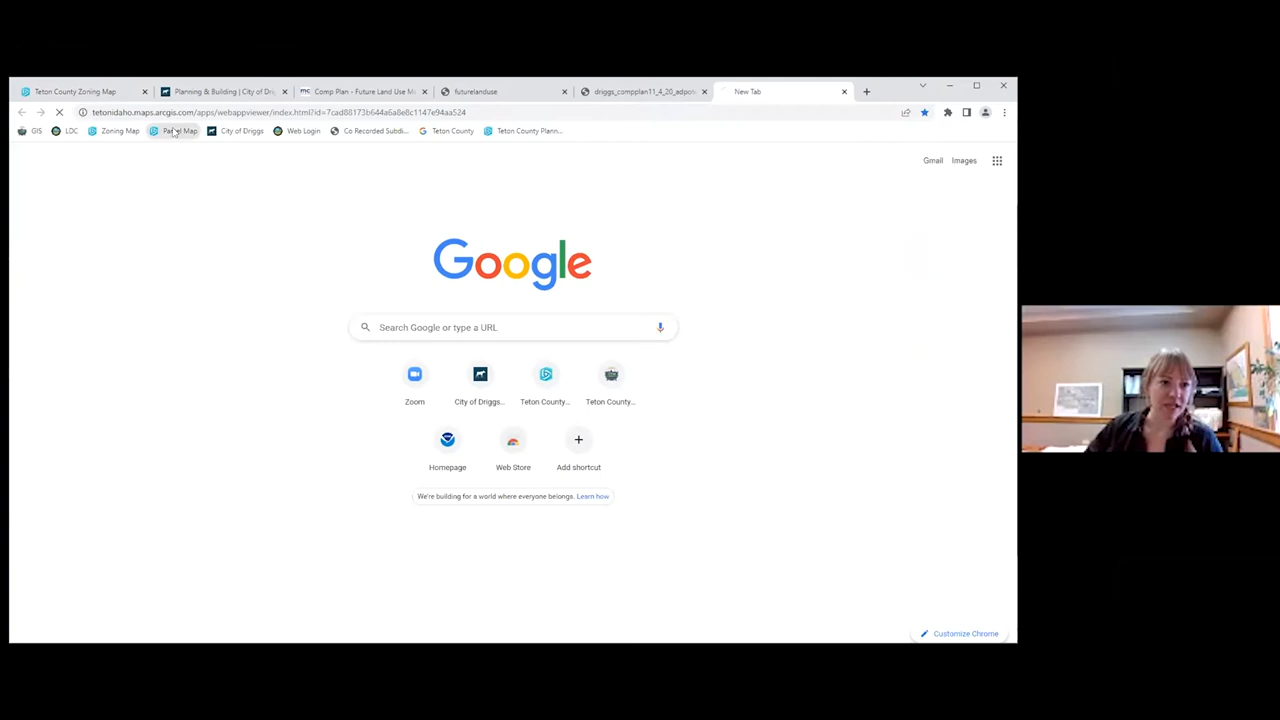 Teton County Zoning Map
Planning & Building | City of Dri
Comp Plan - Future Land Use M
futurelanduse
driggs_compplan11_4_20_adpot
New Tab
tetonidaho.maps.arcgis.com/apps/webappviewer/index.html?id=7cad88173b644a6a8e8c1147e94aa524
GIS LDC Zoning Map Parcel Map City of Driggs Web Login Co Recorded Subdi... Teton County Teton County Plann...
Gmail Images
Google
Search Google or type a URL
Zoom City of Driggs... Teton County... Teton County...
Homepage Web Store Add shortcut
We're building for a world where everyone belongs. Learn how
Customize Chrome